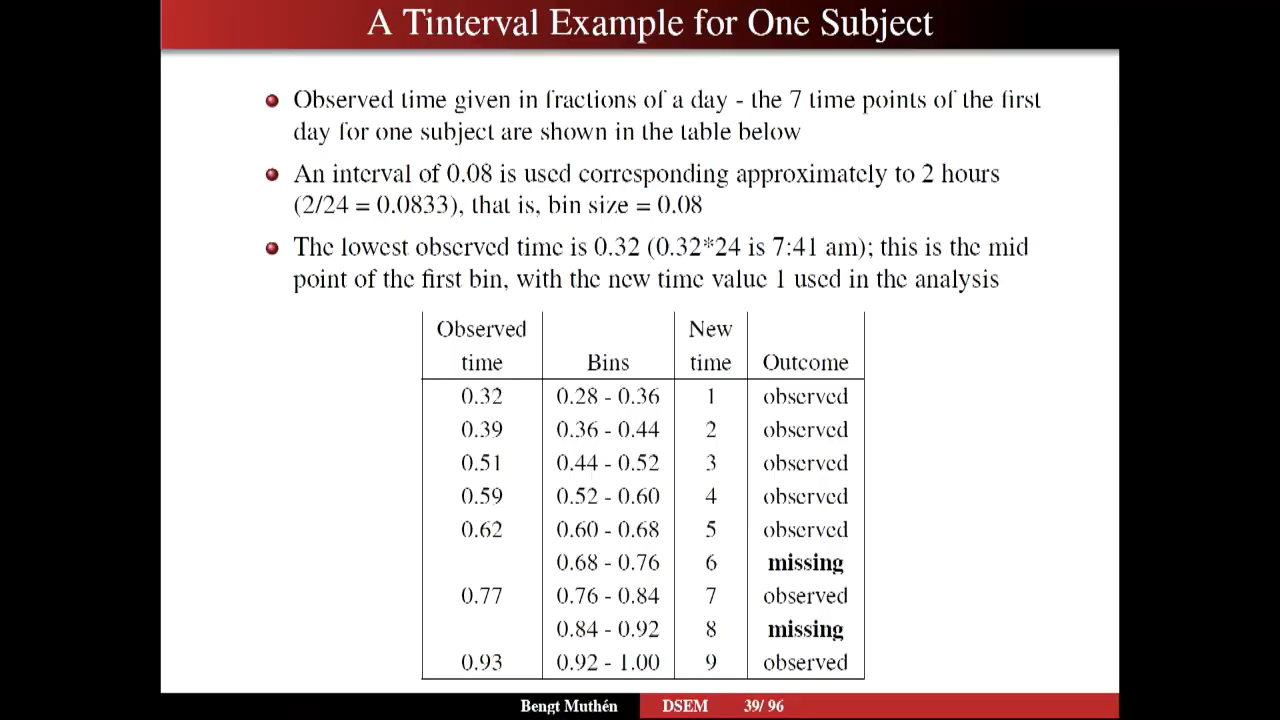 A Tinterval Example for One Subject
Observed time given in fractions of a day - the 7 time points of the first
day for one subject are shown in the table below
An interval of 0.08 is used corresponding approximately to 2 hours
(2/24 = 0.0833), that is, bin size = 0.08
The lowest observed time is 0.32 (0.32*24 is 7:41 am); this is the mid
point of the first bin, with the new time value 1 used in the analysis
Observed New
time Bins time Outcome
0.32 0.28 - 0.36 1 observed
0.39 0.36 - 0.44 2 observed
0.51 0.44 - 0.52 3 observed
0.59 0.52 - 0.60 4 observed
0.62 0.60 - 0.68 5 observed
0.68 - 0.76 6 missing
0.77 0.76 - 0.84 7 observed
0.84 - 0.92 8 missing
0.93 0.92 - 1.00 9 observed
Bengt Muthén DSEM 39/ 96